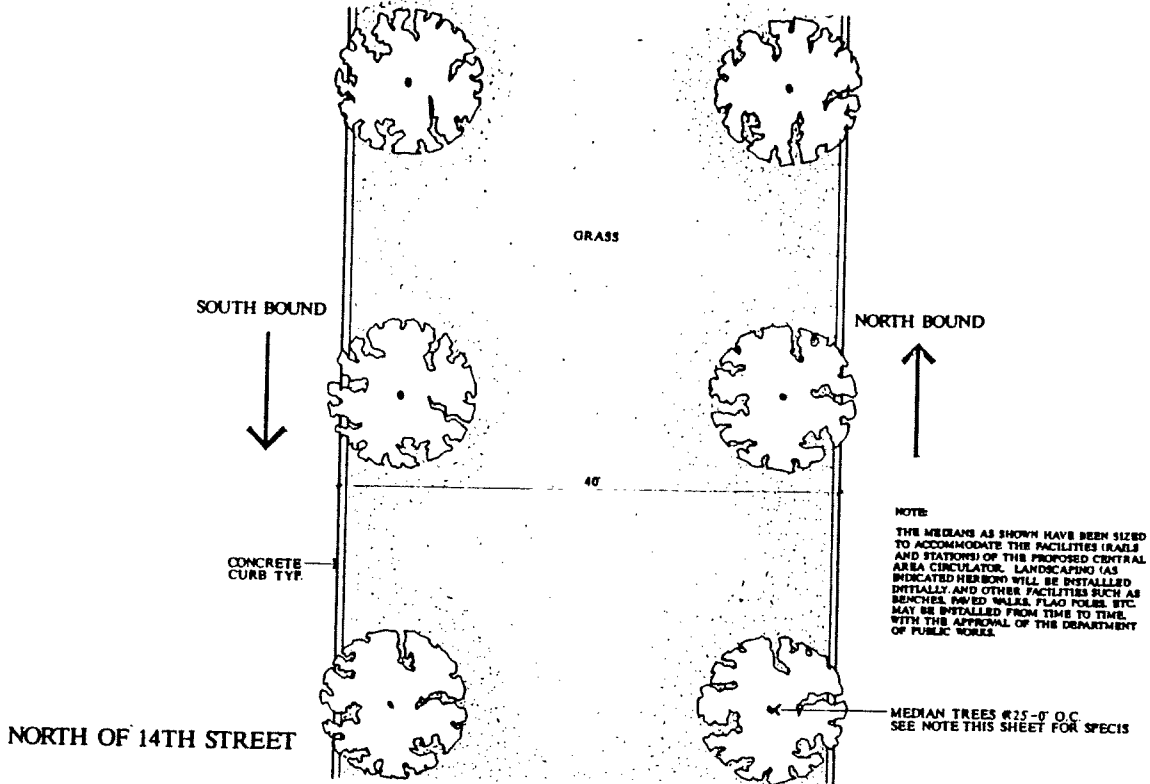 GRASS
SOUTH BOUND
NORTH BOUND
40'
NOTE:
THE MEDIANS AS SHOWN HAVE BEEN SIZED
TO ACCOMMODATE THE FACILITIES (RAILS
AND STATIONS) OF THE PROPOSED CENTRAL
AREA CIRCULATOR. LANDSCAPING (AS
INDICATED HEREON) WILL BE INSTALLLED
INITIALLY, AND OTHER FACILITIES SUCH AS
BENCHES, PAVED WALKS, FLAG POLES, ETC.
MAY BE INSTALLED FROM TIME TO TIME,
WITH THE APPROVAL OF THE DEPARTMENT
OF PUBLIC WORKS.
CONCRETE
CURB TYP.
MEDIAN TREES @25'-0" O.C.
SEE NOTE THIS SHEET FOR SPECIS
NORTH OF 14TH STREET